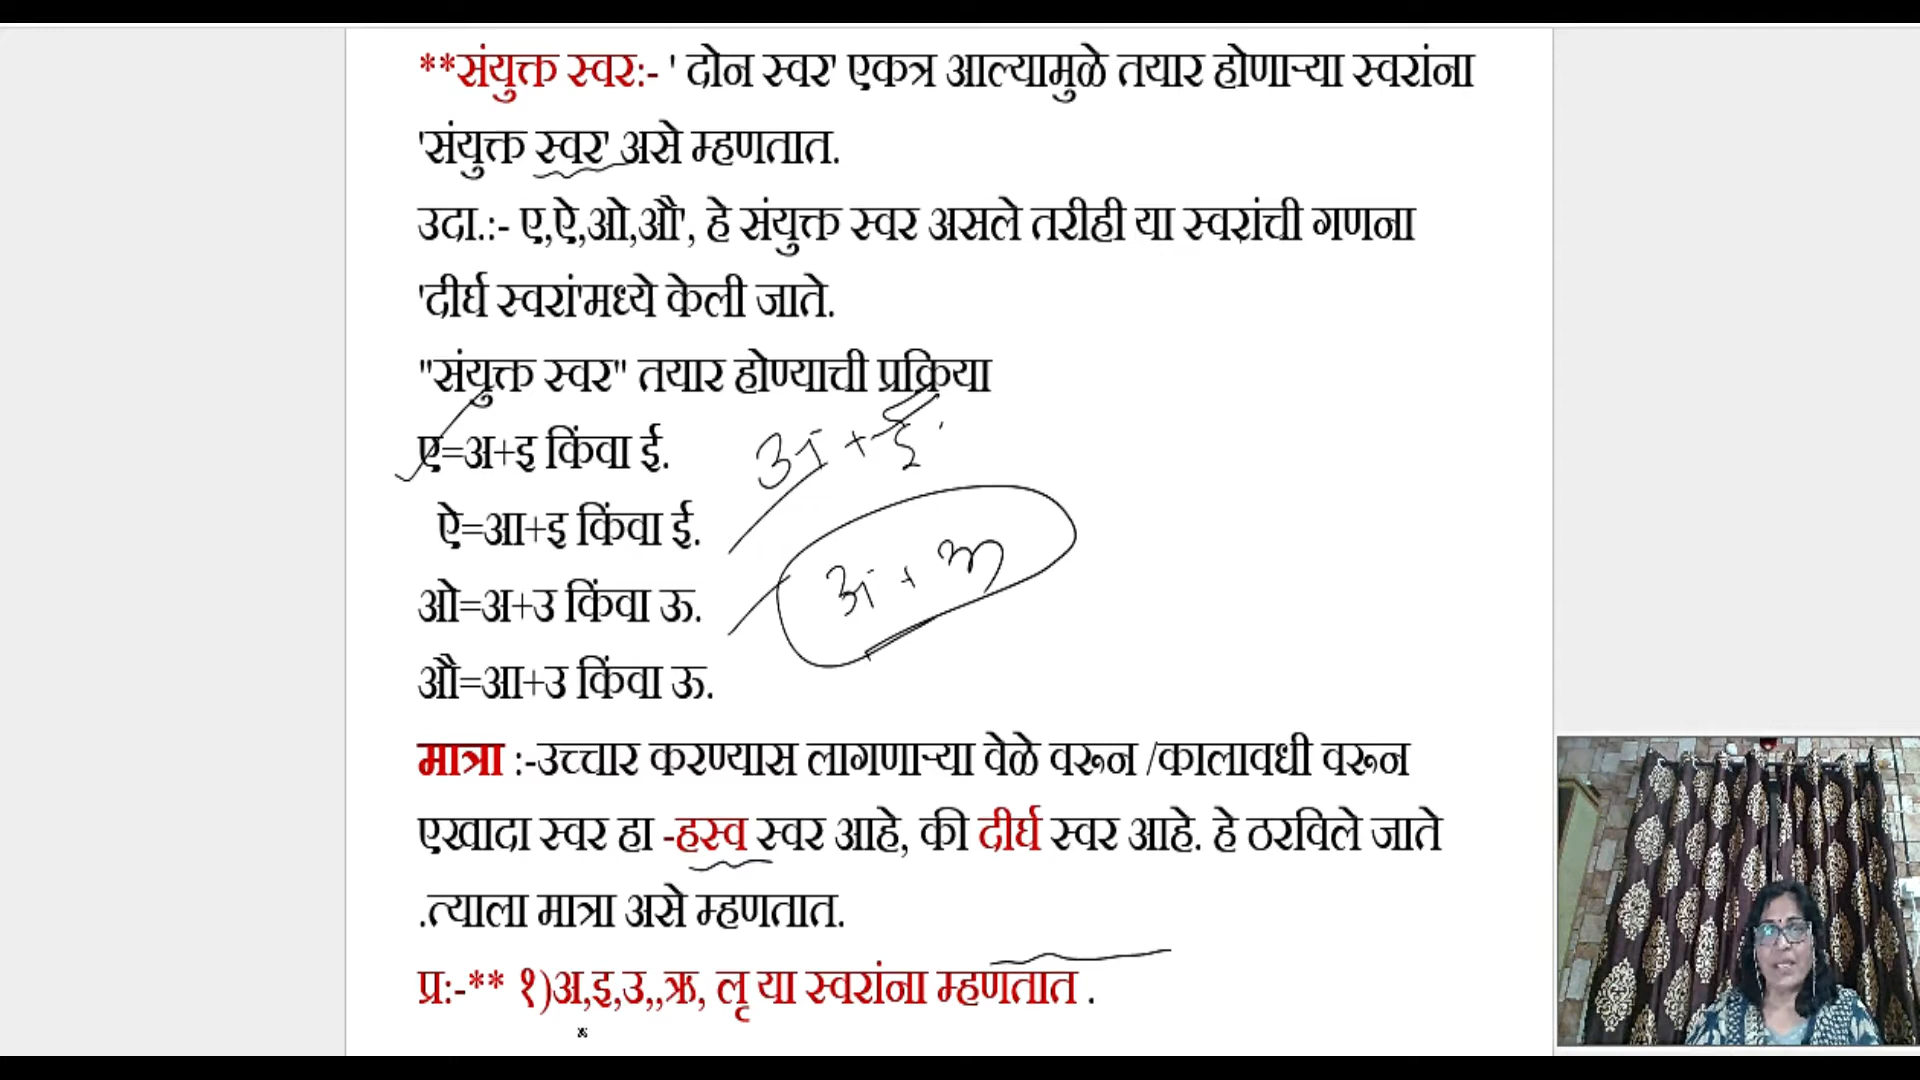 **संयुक्त स्वर:- ' दोन स्वर' एकत्र आल्यामुळे तयार होणाऱ्या स्वरांना
'संयुक्त स्वर' असे म्हणतात.
उदा.:- ए,ऐ,ओ,औ', हे संयुक्त स्वर असले तरीही या स्वरांची गणना
'दीर्घ स्वरां'मध्ये केली जाते.
"संयुक्त स्वर" तयार होण्याची प्रक्रिया
ए=अ+इ किंवा ई.
अ + ई
ऐ=आ+इ किंवा ई.
ओ=अ+उ किंवा ऊ.
औ=आ+उ किंवा ऊ.
मात्रा :-उच्चार करण्यास लागणाऱ्या वेळे वरून /कालावधी वरून
एखादा स्वर हा -हस्व स्वर आहे, की दीर्घ स्वर आहे. हे ठरविले जाते
.त्याला मात्रा असे म्हणतात.
प्र:-** १)अ,इ,उ,,ऋ, लृ या स्वरांना म्हणतात .